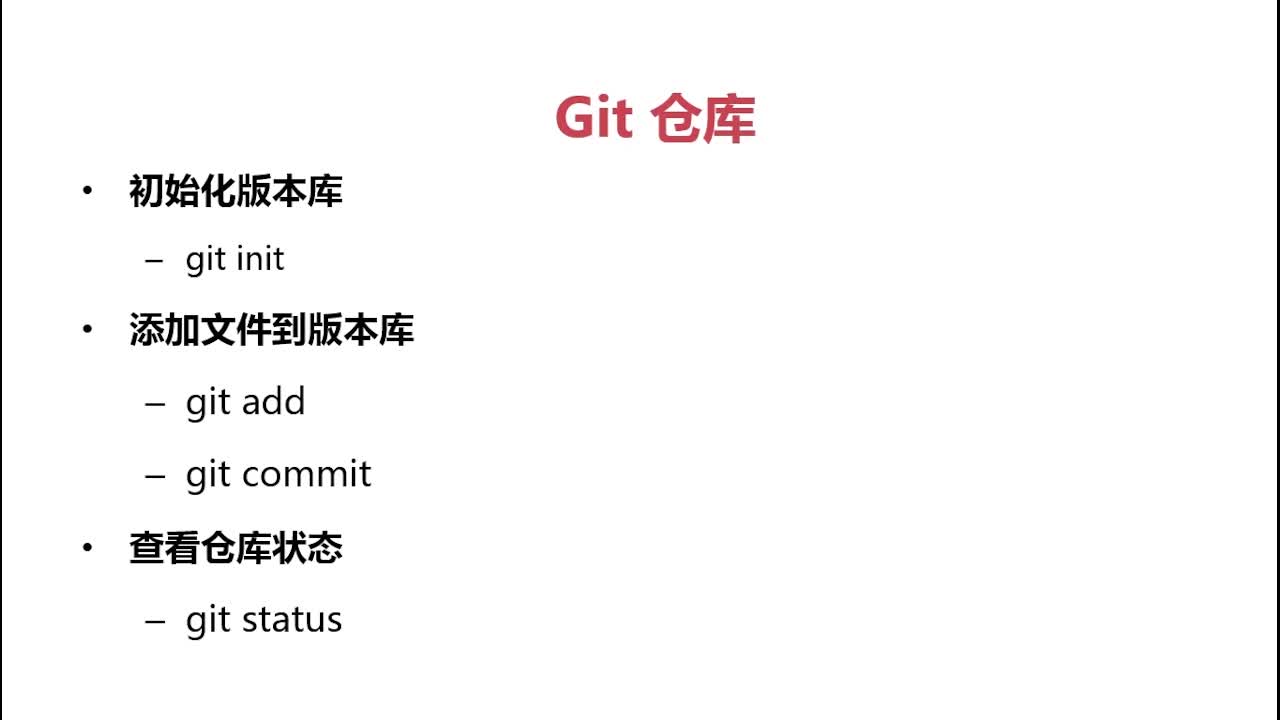 Git 仓库
• 初始化版本库
– git init
• 添加文件到版本库
– git add
– git commit
• 查看仓库状态
– git status